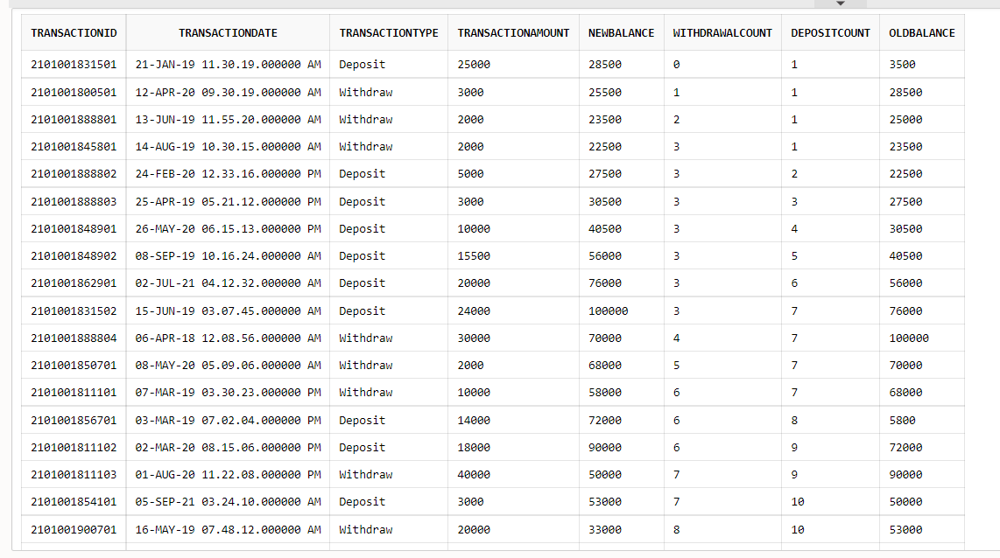 TRANSACTIONID TRANSACTIONDATE TRANSACTIONTYPE TRANSACTIONAMOUNT NEWBALANCE WITHDRAWALCOUNT DEPOSITCOUNT OLDBALANCE
2101001831501 21-JAN-19 11.30.19.000000 AM Deposit 25000 28500 0 1 3500
2101001800501 12-APR-20 09.30.19.000000 AM Withdraw 3000 25500 1 1 28500
2101001888801 13-JUN-19 11.55.20.000000 AM Withdraw 2000 23500 2 1 25000
2101001845801 14-AUG-19 10.30.15.000000 AM Withdraw 2000 22500 3 1 23500
2101001888802 24-FEB-20 12.33.16.000000 PM Deposit 5000 27500 3 2 22500
2101001888803 25-APR-19 05.21.12.000000 PM Deposit 3000 30500 3 3 27500
2101001848901 26-MAY-20 06.15.13.000000 PM Deposit 10000 40500 3 4 30500
2101001848902 08-SEP-19 10.16.24.000000 AM Deposit 15500 56000 3 5 40500
2101001862901 02-JUL-21 04.12.32.000000 AM Deposit 20000 76000 3 6 56000
2101001831502 15-JUN-19 03.07.45.000000 AM Deposit 24000 100000 3 7 76000
2101001888804 06-APR-18 12.08.56.000000 AM Withdraw 30000 70000 4 7 100000
2101001850701 08-MAY-20 05.09.06.000000 AM Withdraw 2000 68000 5 7 70000
2101001811101 07-MAR-19 03.30.23.000000 PM Withdraw 10000 58000 6 7 68000
2101001856701 03-MAR-19 07.02.04.000000 PM Deposit 14000 72000 6 8 5800
2101001811102 02-MAR-20 08.15.06.000000 PM Deposit 18000 90000 6 9 72000
2101001811103 01-AUG-20 11.22.08.000000 PM Withdraw 40000 50000 7 9 90000
2101001854101 05-SEP-21 03.24.10.000000 AM Deposit 3000 53000 7 10 50000
2101001900701 16-MAY-19 07.48.12.000000 AM Withdraw 20000 33000 8 10 53000